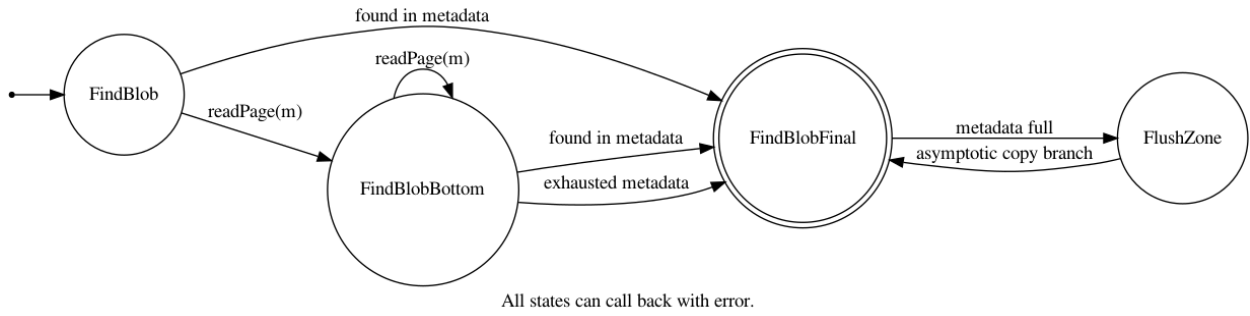 found in metadata
readPage(m)
FindBlob
readPage(m)
metadata full
found in metadata
FindBlobFinal
FlushZone
asymptotic copy branch
FindBlobBottom
exhausted metadata
All states can call back with error.